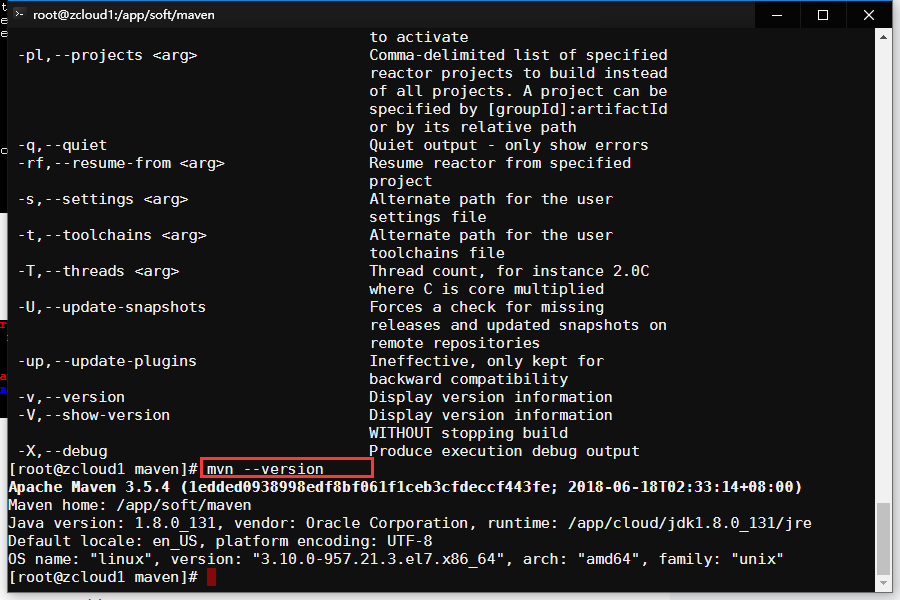 root@zcloud1:/app/soft/maven
to activate
-pl,--projects <arg> Comma-delimited list of specified
reactor projects to build instead
of all projects. A project can be
specified by [groupId]:artifactId
or by its relative path
-q,--quiet Quiet output - only show errors
-rf,--resume-from <arg> Resume reactor from specified
project
-s,--settings <arg> Alternate path for the user
settings file
-t,--toolchains <arg> Alternate path for the user
toolchains file
-T,--threads <arg> Thread count, for instance 2.0C
where C is core multiplied
-U,--update-snapshots Forces a check for missing
releases and updated snapshots on
remote repositories
-up,--update-plugins Ineffective, only kept for
backward compatibility
-v,--version Display version information
-V,--show-version Display version information
WITHOUT stopping build
-X,--debug Produce execution debug output
[root@zcloud1 maven]# mvn --version
Apache Maven 3.5.4 (1edded0938998edf8bf061f1ceb3cfdeccf443fe; 2018-06-18T02:33:14+08:00)
Maven home: /app/soft/maven
Java version: 1.8.0_131, vendor: Oracle Corporation, runtime: /app/cloud/jdk1.8.0_131/jre
Default locale: en_US, platform encoding: UTF-8
OS name: "linux", version: "3.10.0-957.21.3.el7.x86_64", arch: "amd64", family: "unix"
[root@zcloud1 maven]#